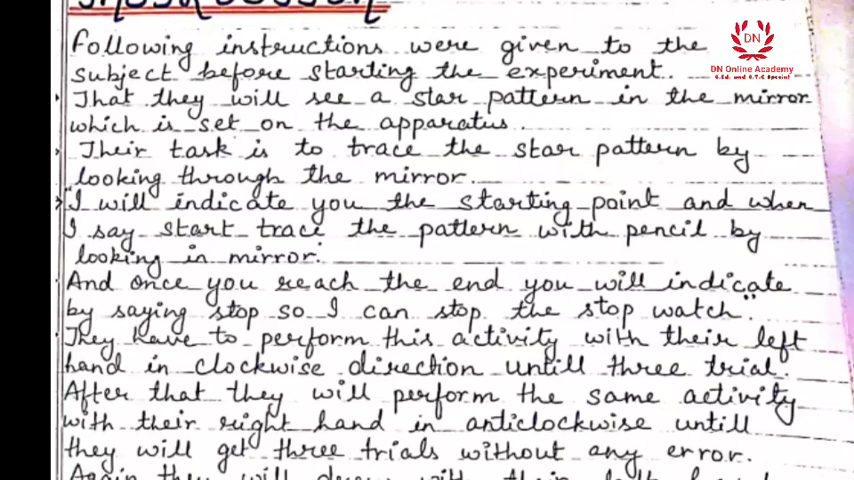 Following instructions were given to the
subject before starting the experiment.
That they will see a star pattern in the mirror
which is set on the apparatus.
Their task is to trace the star pattern by
looking through the mirror.
"I will indicate you the starting point and when
I say start trace the pattern with pencil by
looking in mirror.
And once you reach the end you will indicate
by saying stop so I can stop the stop watch".
They have to perform this activity with their left
hand in clockwise direction untill three trial.
After that they will perform the same activity
with their right hand in anticlockwise untill
they will get three trials without any error.
Again they will
DN
DN Online Academy